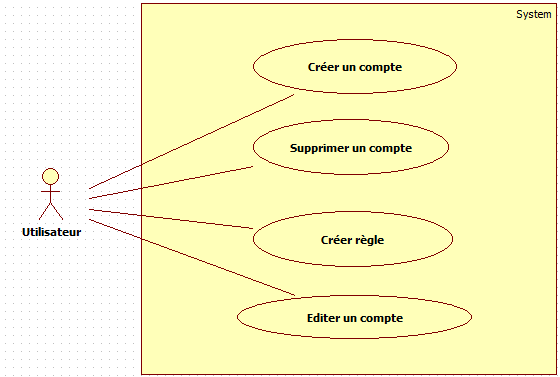 System
Créer un compte
Supprimer un compte
Utilisateur
Créer règle
Editer un compte